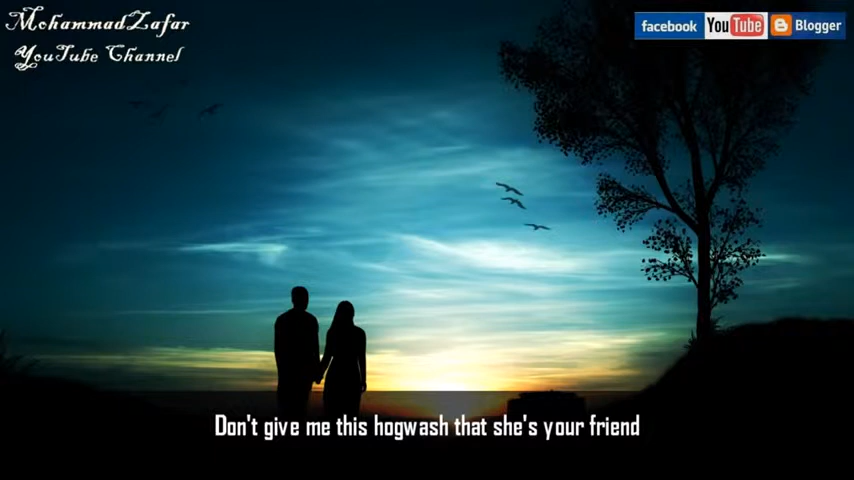 MohammadZafar
YouTube Channel
facebook YouTube Blogger
Don't give me this hogwash that she's your friend